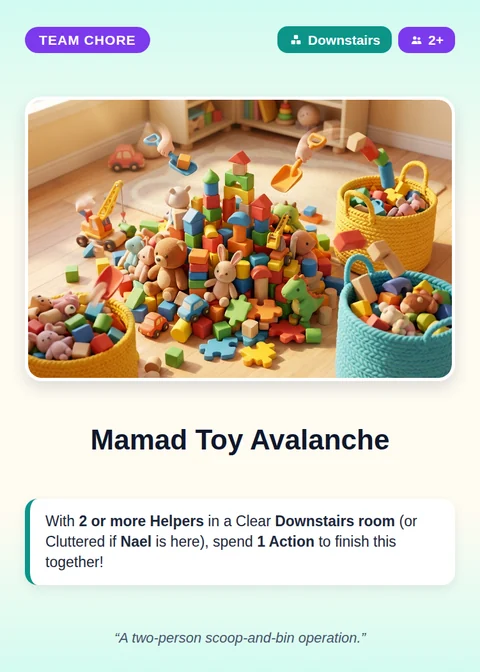 TEAM CHORE
Downstairs
2+
Mamad Toy Avalanche
With 2 or more Helpers in a Clear Downstairs room (or
Cluttered if Nael is here), spend 1 Action to finish this
together!
“A two-person scoop-and-bin operation.”